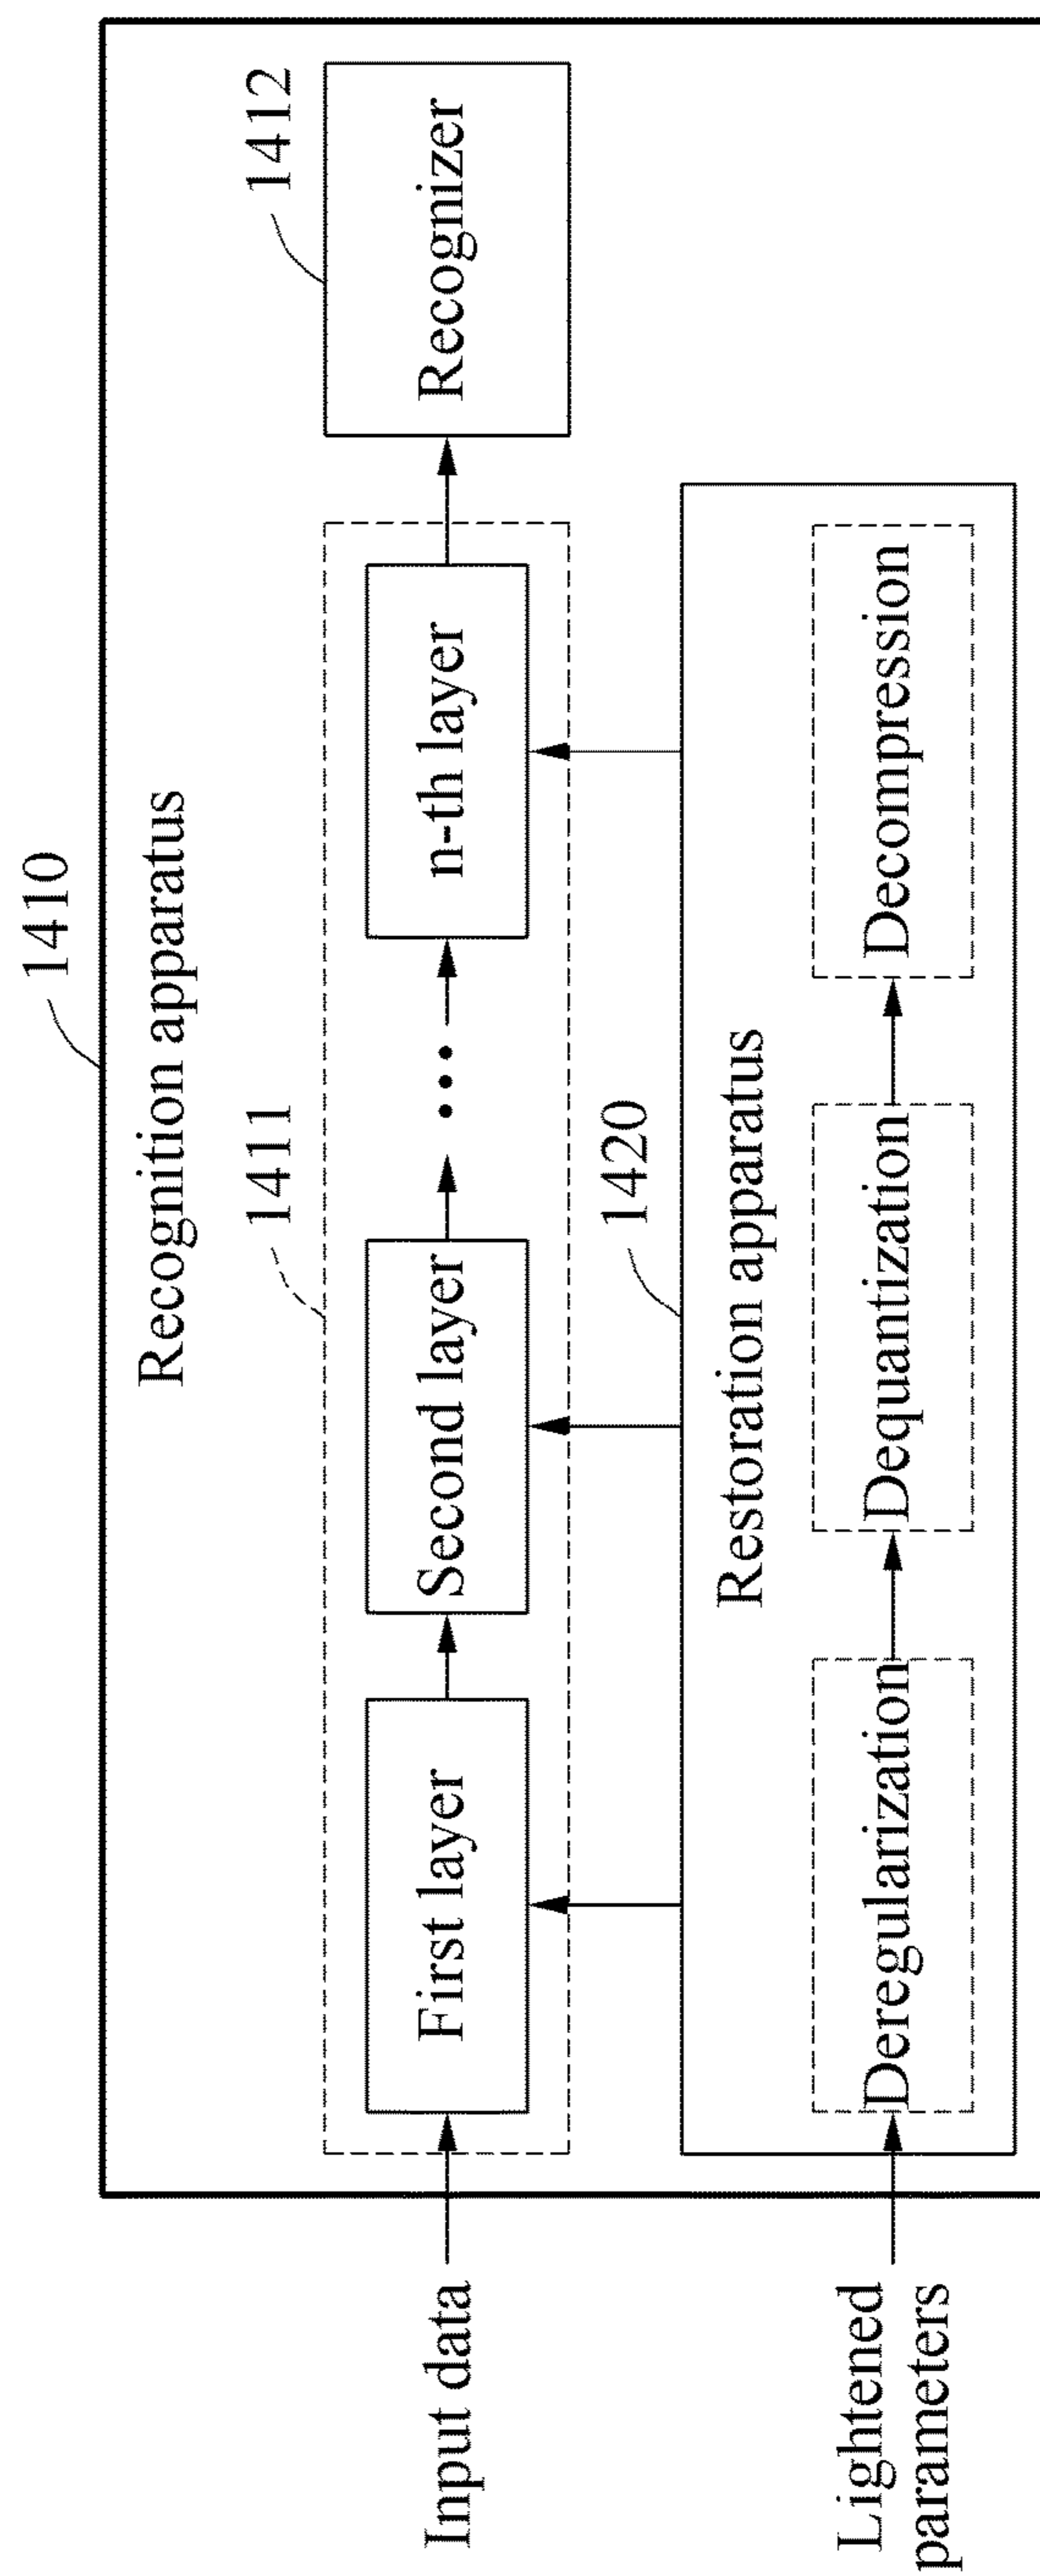 1410
Recognition apparatus
1411
1412
Input data
First layer
Second layer
...
n-th layer
Recognizer
1420
Restoration apparatus
Lightened
parameters
Deregularization
Dequantization
Decompression